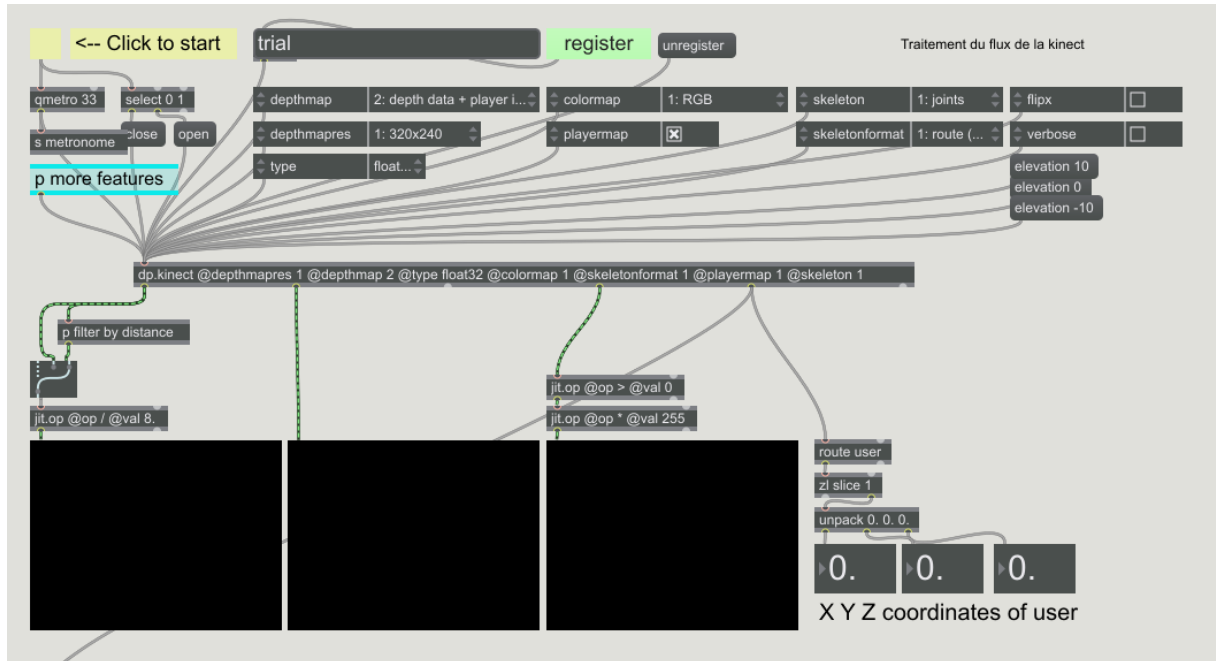 <-- Click to start
trial
register
unregister
Traitement du flux de la kinect
qmetro 33
select 0 1
depthmap
2: depth data + player i...
colormap
1: RGB
skeleton
1: joints
flipx
s metronome
close
open
depthmapres
1: 320x240
playermap
skeletonformat
1: route (...
verbose
type
float...
elevation 10
p more features
elevation 0
elevation -10
dp.kinect @depthmapres 1 @depthmap 2 @type float32 @colormap 1 @skeletonformat 1 @playermap 1 @skeleton 1
p filter by distance
jit.op @op > @val 0
jit.op @op / @val 8.
jit.op @op * @val 255
route user
zl slice 1
unpack 0. 0. 0.
0.
0.
0.
X Y Z coordinates of user